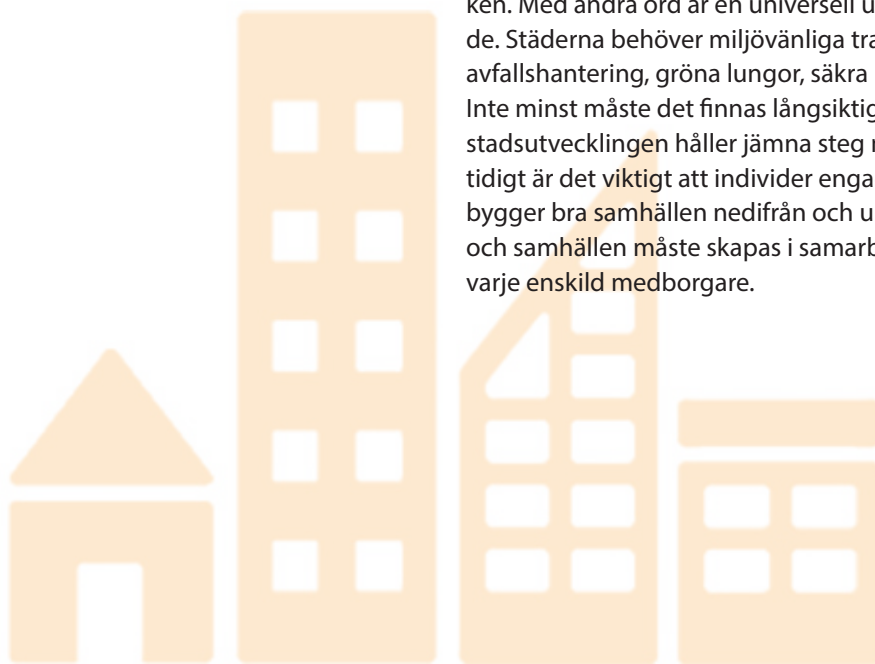 ken. Med andra ord är en universell u
de. Städerna behöver miljövänliga tra
avfallshantering, gröna lungor, säkra
Inte minst måste det finnas långsiktig
stadsutvecklingen håller jämna steg
tidigt är det viktigt att individer enga
bygger bra samhällen nedifrån och u
och samhällen måste skapas i samarb
varje enskild medborgare.